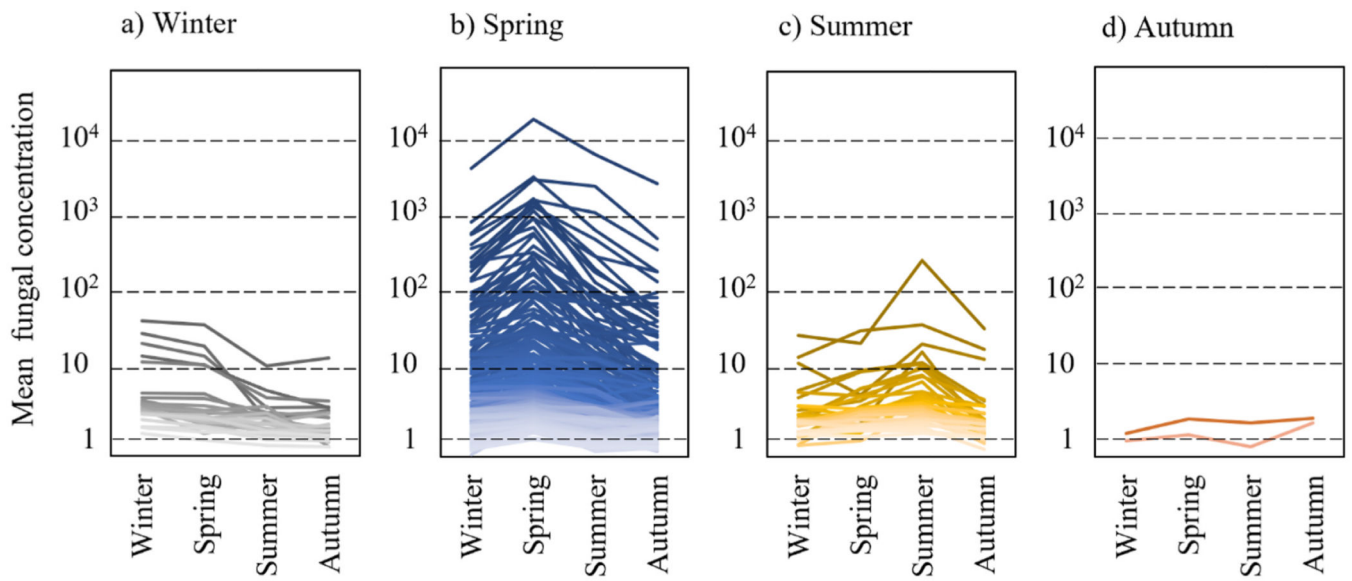 a) Winter
b) Spring
c) Summer
d) Autumn
Mean fungal concentration
10⁴
10³
10²
10
1
10⁴
10³
10²
10
1
10⁴
10³
10²
10
1
10⁴
10³
10²
10
1
Winter
Spring
Summer
Autumn
Winter
Spring
Summer
Autumn
Winter
Spring
Summer
Autumn
Winter
Spring
Summer
Autumn